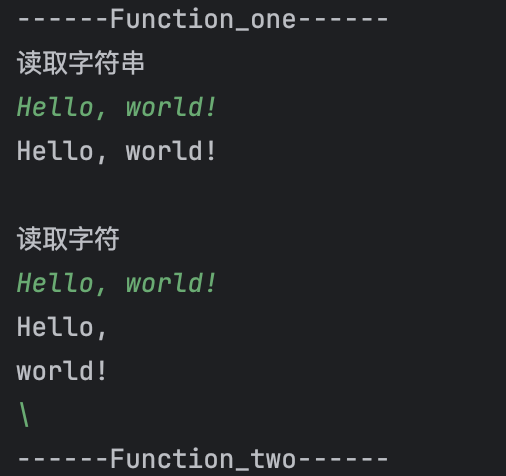 ------Function_one------
读取字符串
Hello, world!
Hello, world!
读取字符
Hello, world!
Hello,
world!
\
------Function_two------